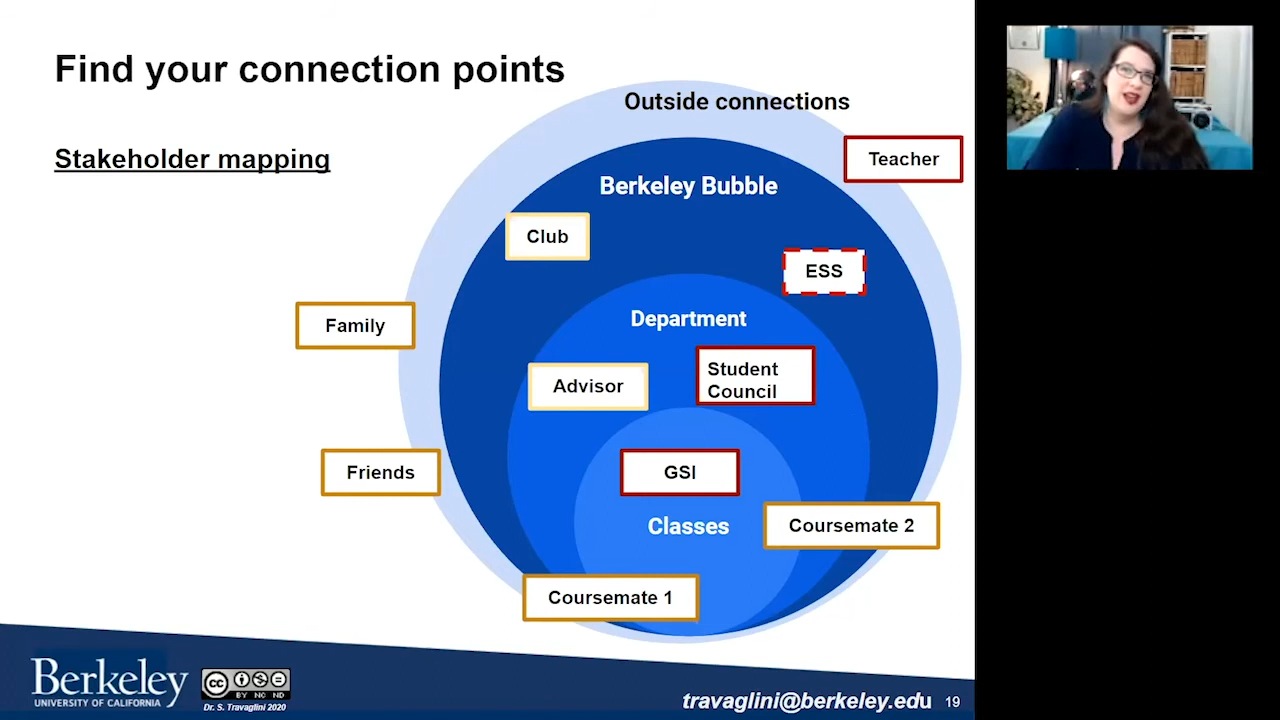 Find your connection points
Outside connections
Stakeholder mapping
Teacher
Berkeley Bubble
Club
ESS
Family
Department
Advisor
Student
Council
Friends
GSI
Classes
Coursemate 2
Coursemate 1
Berkeley
UNIVERSITY OF CALIFORNIA
cc
BY NC ND
Dr. S. Travaglini 2020
travaglini@berkeley.edu
19